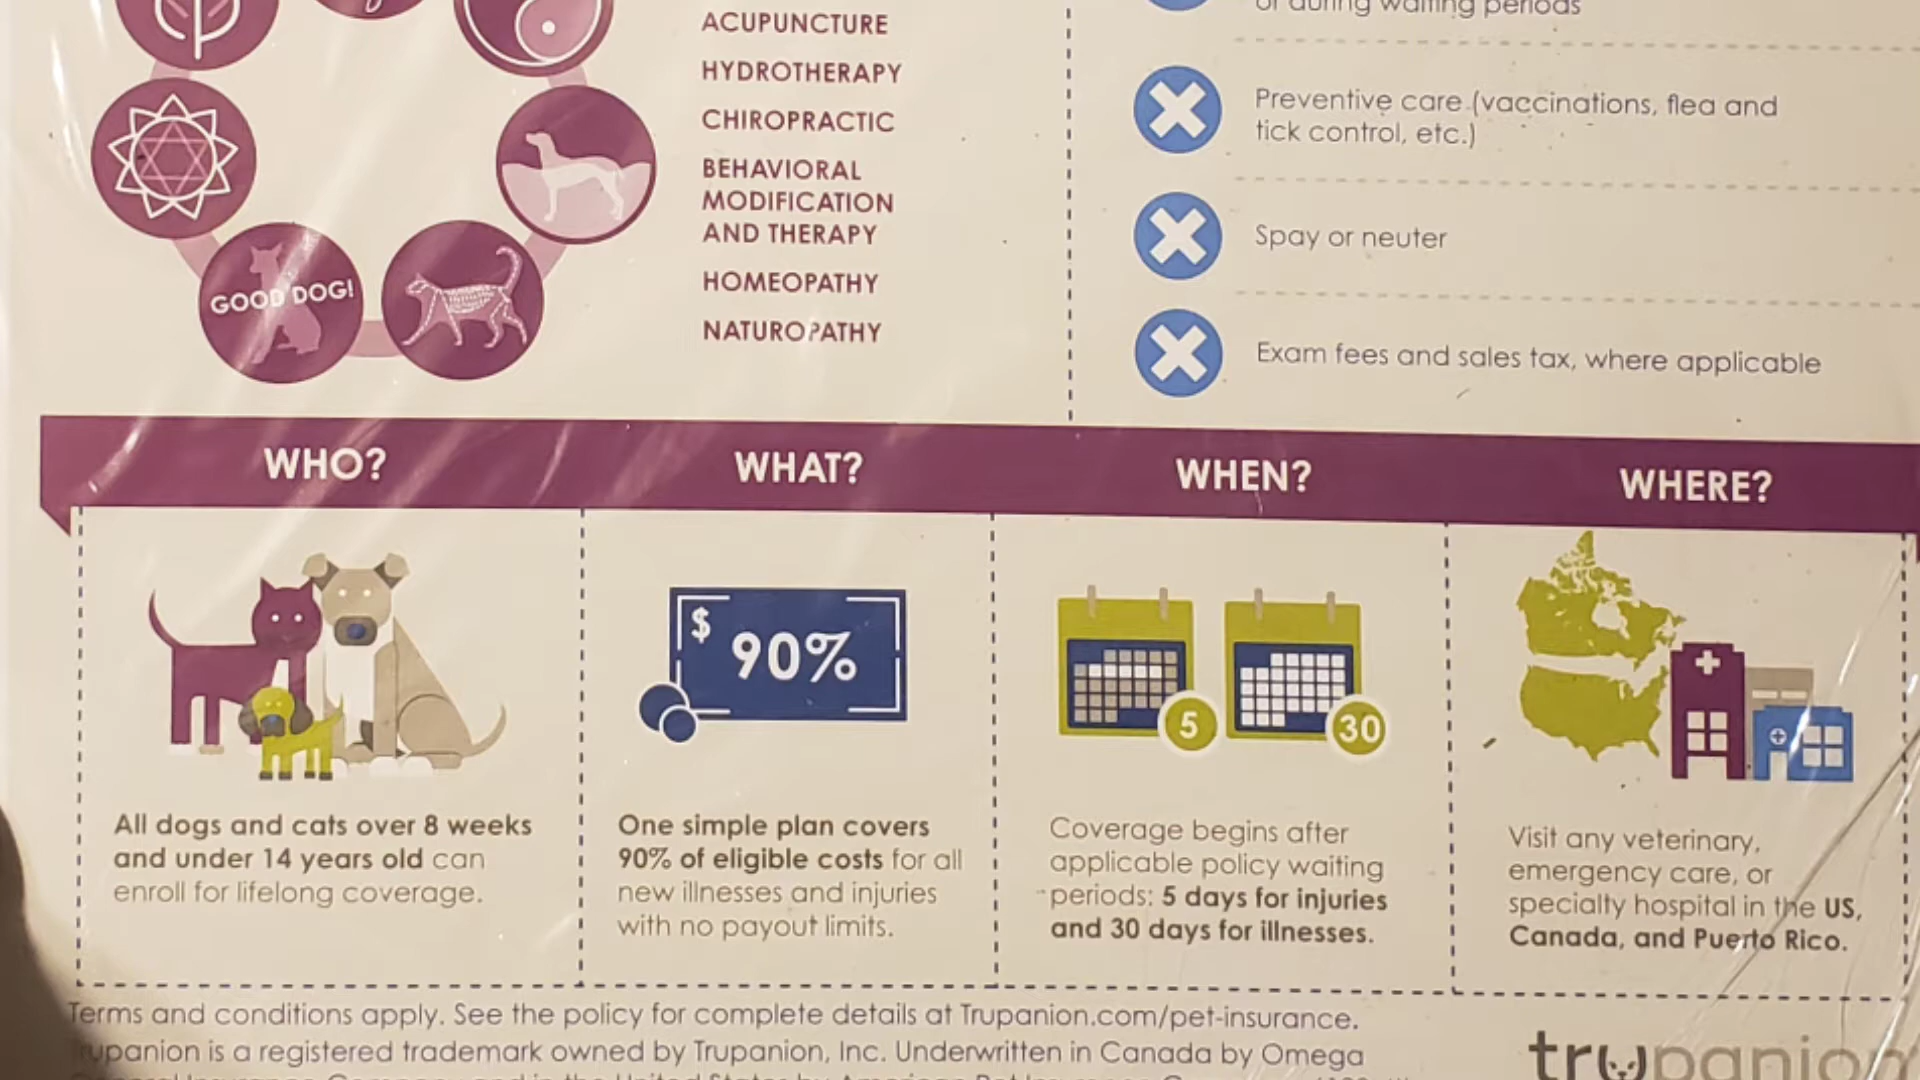 ACUPUNCTURE
HYDROTHERAPY
CHIROPRACTIC
BEHAVIORAL
MODIFICATION
AND THERAPY
HOMEOPATHY
NATUROPATHY
GOOD DOG!
or during waiting periods
Preventive care (vaccinations, flea and
tick control, etc.)
Spay or neuter
Exam fees and sales tax, where applicable
WHO?
All dogs and cats over 8 weeks
and under 14 years old can
enroll for lifelong coverage.
WHAT?
$ 90%
One simple plan covers
90% of eligible costs for all
new illnesses and injuries
with no payout limits.
WHEN?
5
30
Coverage begins after
applicable policy waiting
periods: 5 days for injuries
and 30 days for illnesses.
WHERE?
Visit any veterinary,
emergency care, or
specialty hospital in the US,
Canada, and Puerto Rico.
Terms and conditions apply. See the policy for complete details at Trupanion.com/pet-insurance.
Trupanion is a registered trademark owned by Trupanion, Inc. Underwritten in Canada by Omega
trupanion